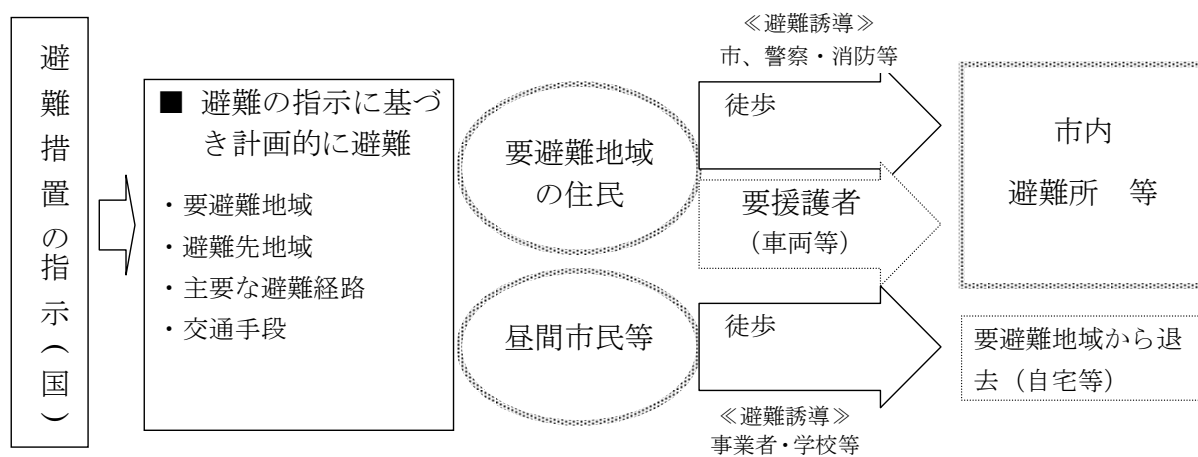 避難措置の指示（国）
■ 避難の指示に基づ
き計画的に避難
・要避難地域
・避難先地域
・主要な避難経路
・交通手段
要避難地域
の住民
昼間市民等
≪避難誘導≫
市、警察・消防等
徒歩
要援護者
（車両等）
徒歩
≪避難誘導≫
事業者・学校等
市内
避難所　等
要避難地域から退
去（自宅等）